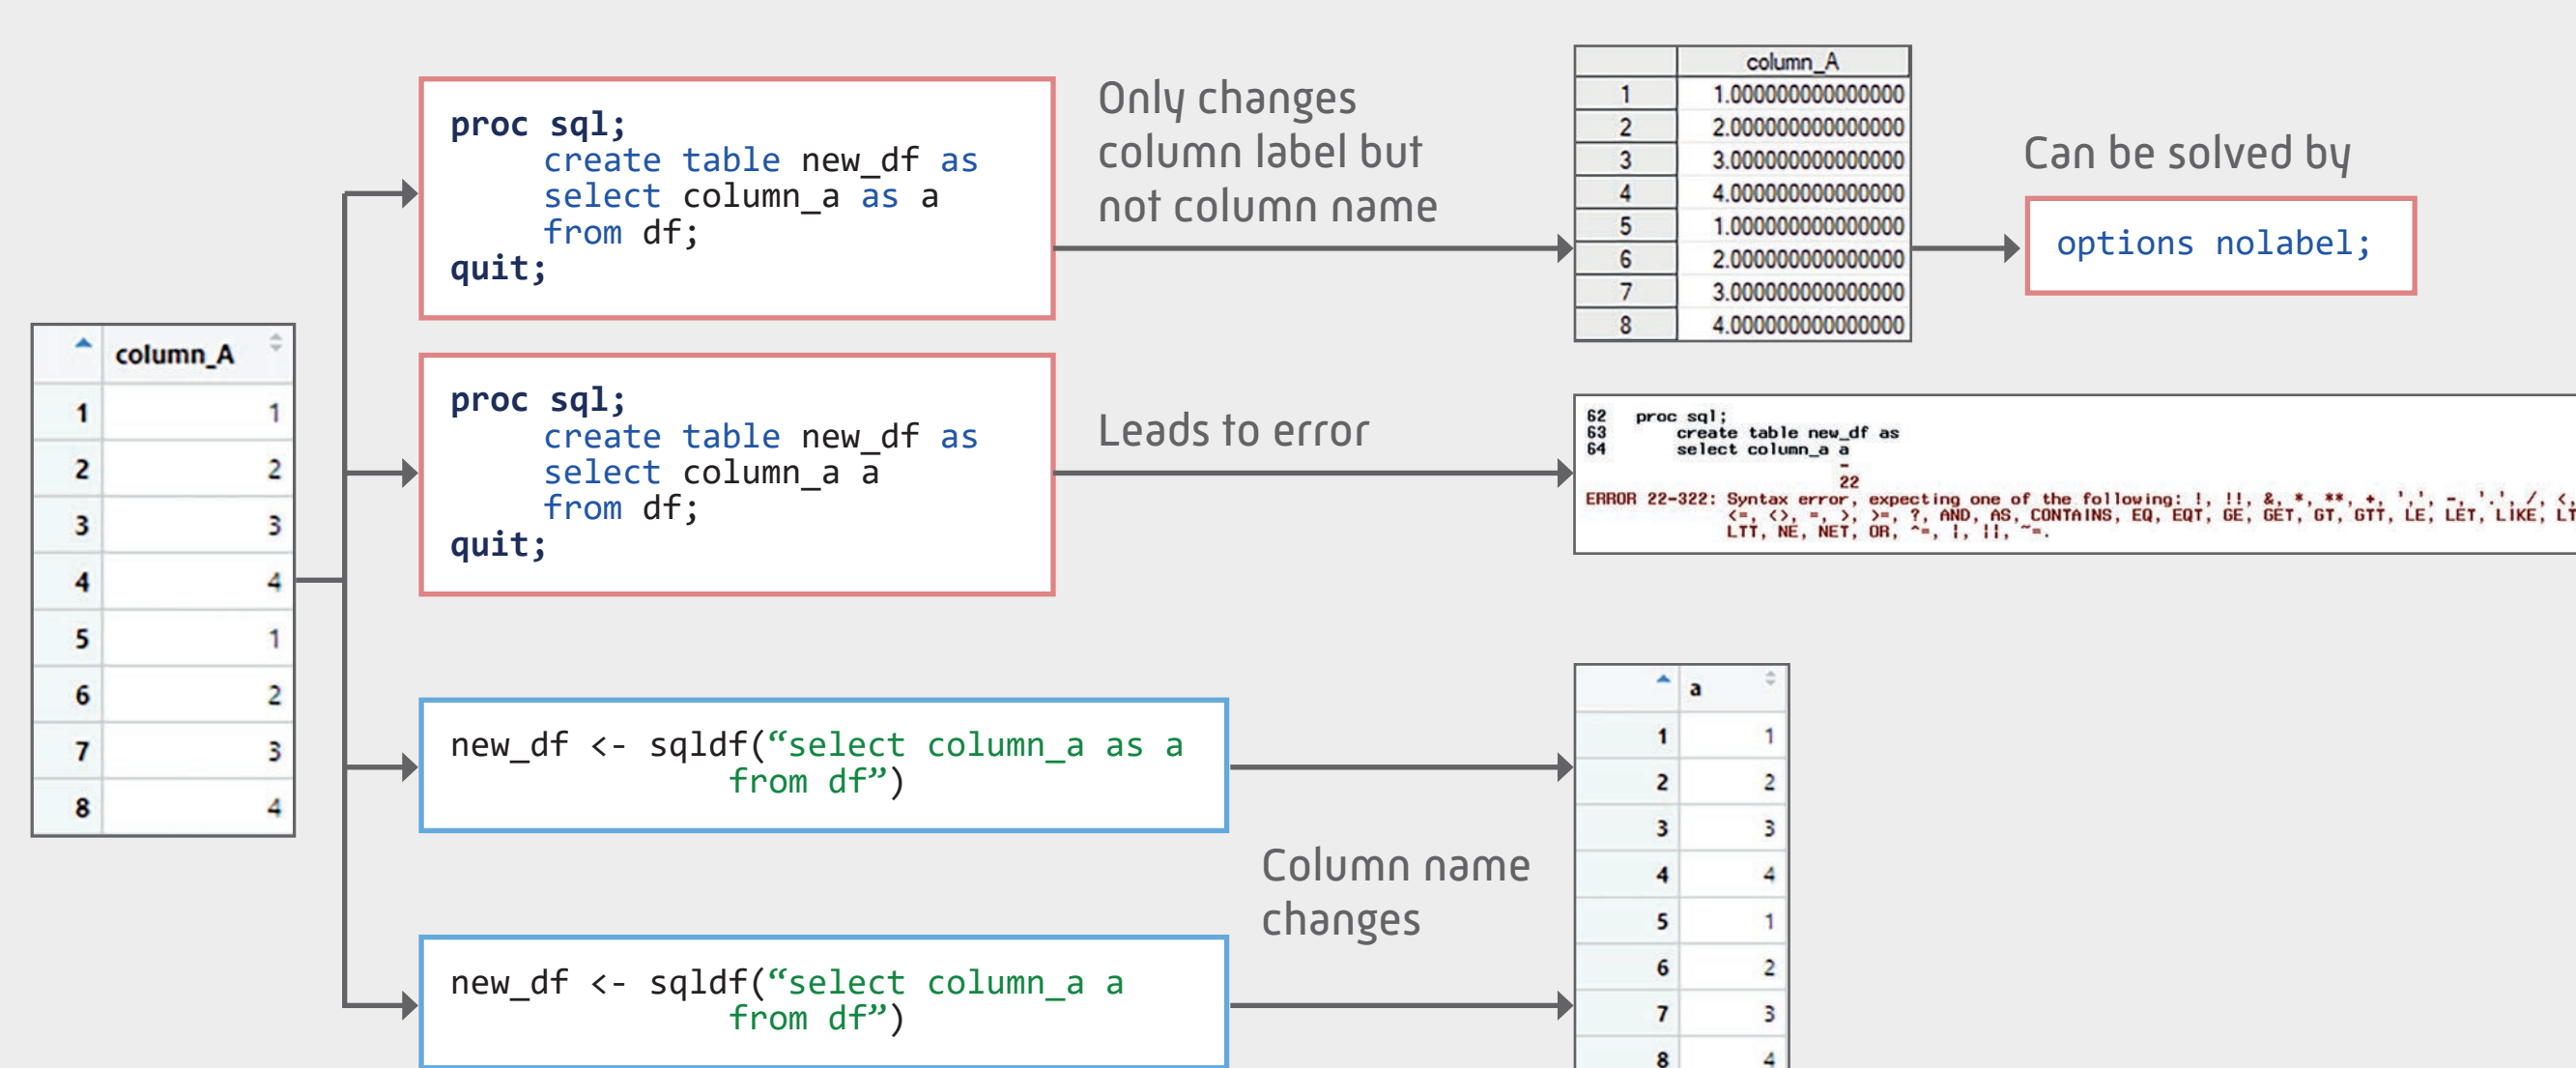 column_A
1 1
2 2
3 3
4 4
5 1
6 2
7 3
8 4
proc sql;
create table new_df as
select column_a as a
from df;
quit;
Only changes
column label but
not column name
column_A
1 1.000000000000000
2 2.000000000000000
3 3.000000000000000
4 4.000000000000000
5 1.000000000000000
6 2.000000000000000
7 3.000000000000000
8 4.000000000000000
Can be solved by
options nolabel;
proc sql;
create table new_df as
select column_a a
from df;
quit;
Leads to error
62 proc sql;
63 create table new_df as
64 select column_a a
-
22
ERROR 22-322: Syntax error, expecting one of the following: !, !!, &, *, **, +, ',', -, '.', /, <,
<=, <>, =, >, >=, ?, AND, AS, CONTAINS, EQ, EQT, GE, GET, GT, GTT, LE, LET, LIKE, LT
LTT, NE, NET, OR, ^=, |, ||, ~=.
new_df <- sqldf(“select column_a as a
from df”)
Column name
changes
new_df <- sqldf(“select column_a a
from df”)
a
1 1
2 2
3 3
4 4
5 1
6 2
7 3
8 4